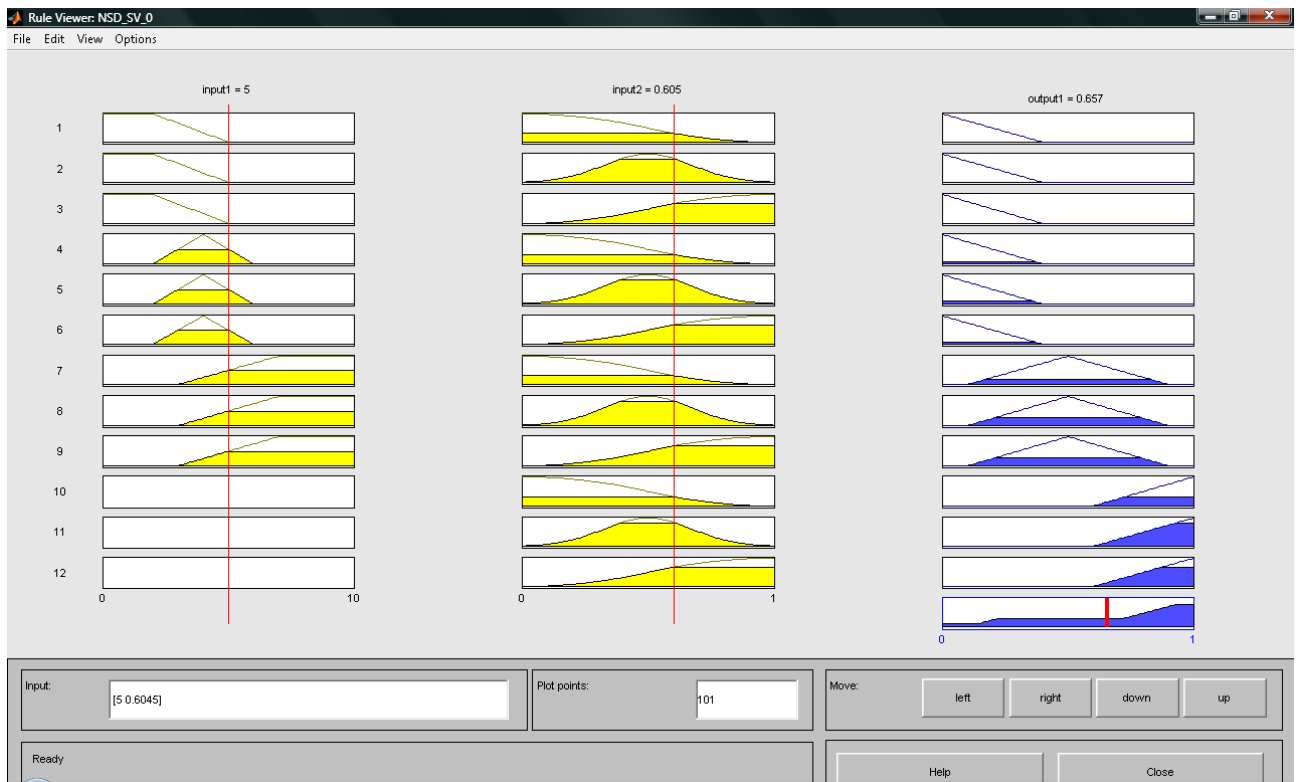 Rule Viewer: NSD_SV_0
File Edit View Options
input1 = 5
input2 = 0.605
output1 = 0.657
1
2
3
4
5
6
7
8
9
10
11
12
0 10
0 1
0 1
Input:
[5 0.6045]
Plot points:
101
Move:
left
right
down
up
Ready
Help
Close